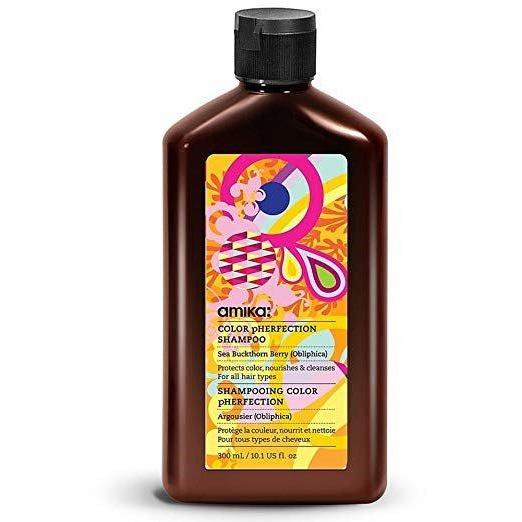 amika:
COLOR pHERFECTION
SHAMPOO
Sea Buckthorn Berry (Obliphica)
Protects color, nourishes & cleanses
For all hair types
SHAMPOOING COLOR
pHERFECTION
Argousier (Obliphica)
Protège la couleur, nourrit et nettoie
Pour tous types de cheveux
300 mL / 10.1 US fl. oz